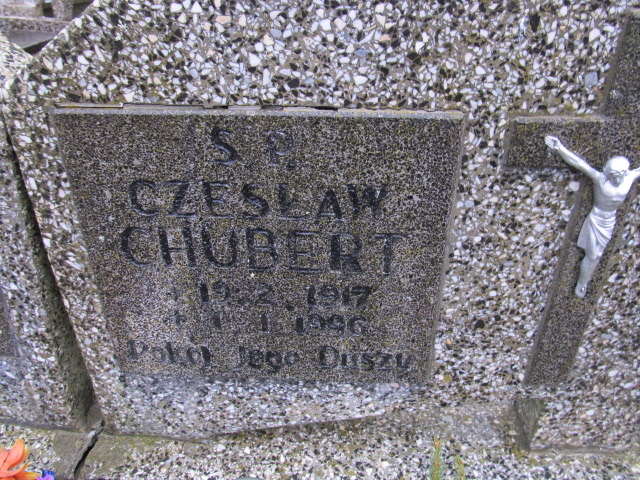 Ś. P.
CZESŁAW
CHUBERT
* 19. 2. 1917
+ 1. 1. 1996
Pokój Jego Duszy